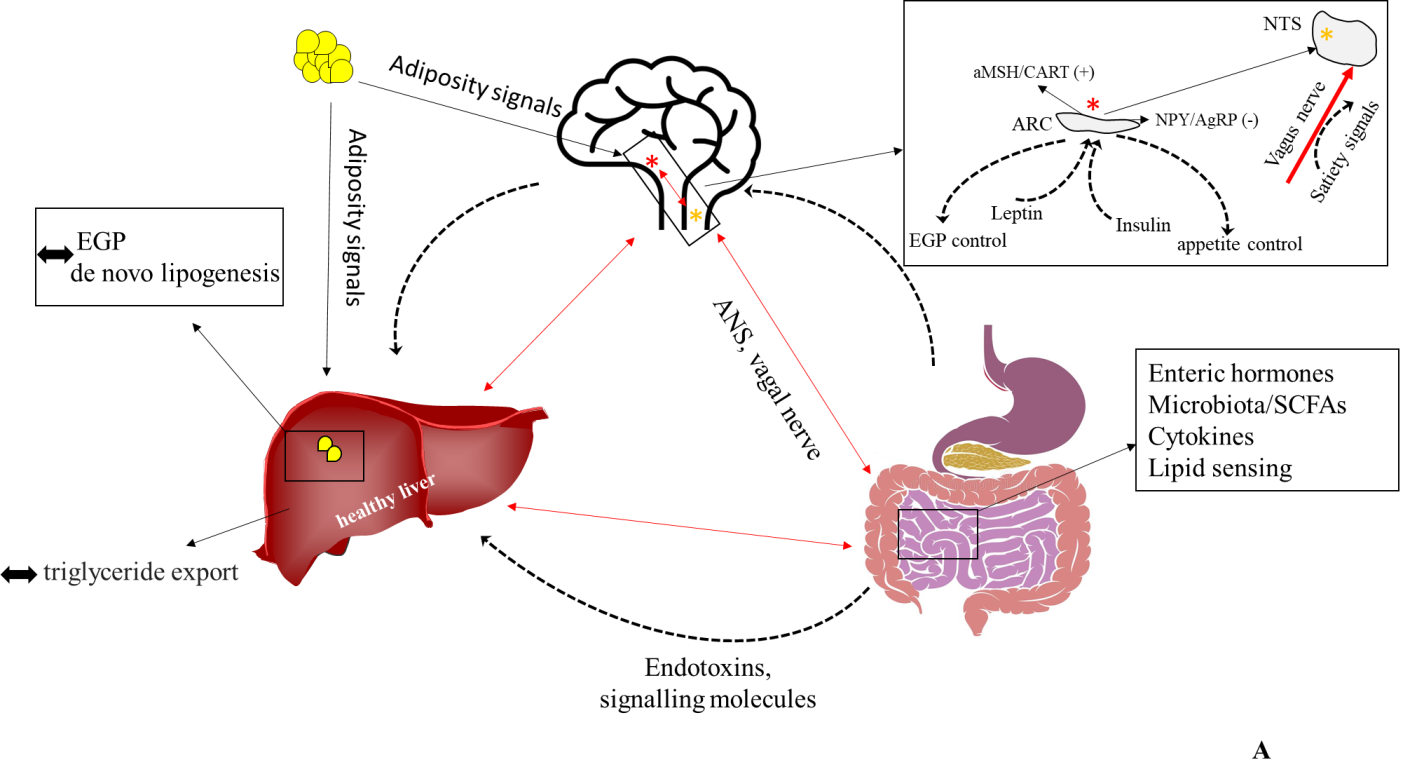 Adiposity signals
Adiposity signals
NTS
aMSH/CART (+)
ARC
NPY/AgRP (-)
Vagus nerve
Satiety signals
Leptin
Insulin
EGP control
appetite control
EGP
de novo lipogenesis
ANS, vagal nerve
Enteric hormones
Microbiota/SCFAs
Cytokines
Lipid sensing
healthy liver
triglyceride export
Endotoxins,
signalling molecules
A